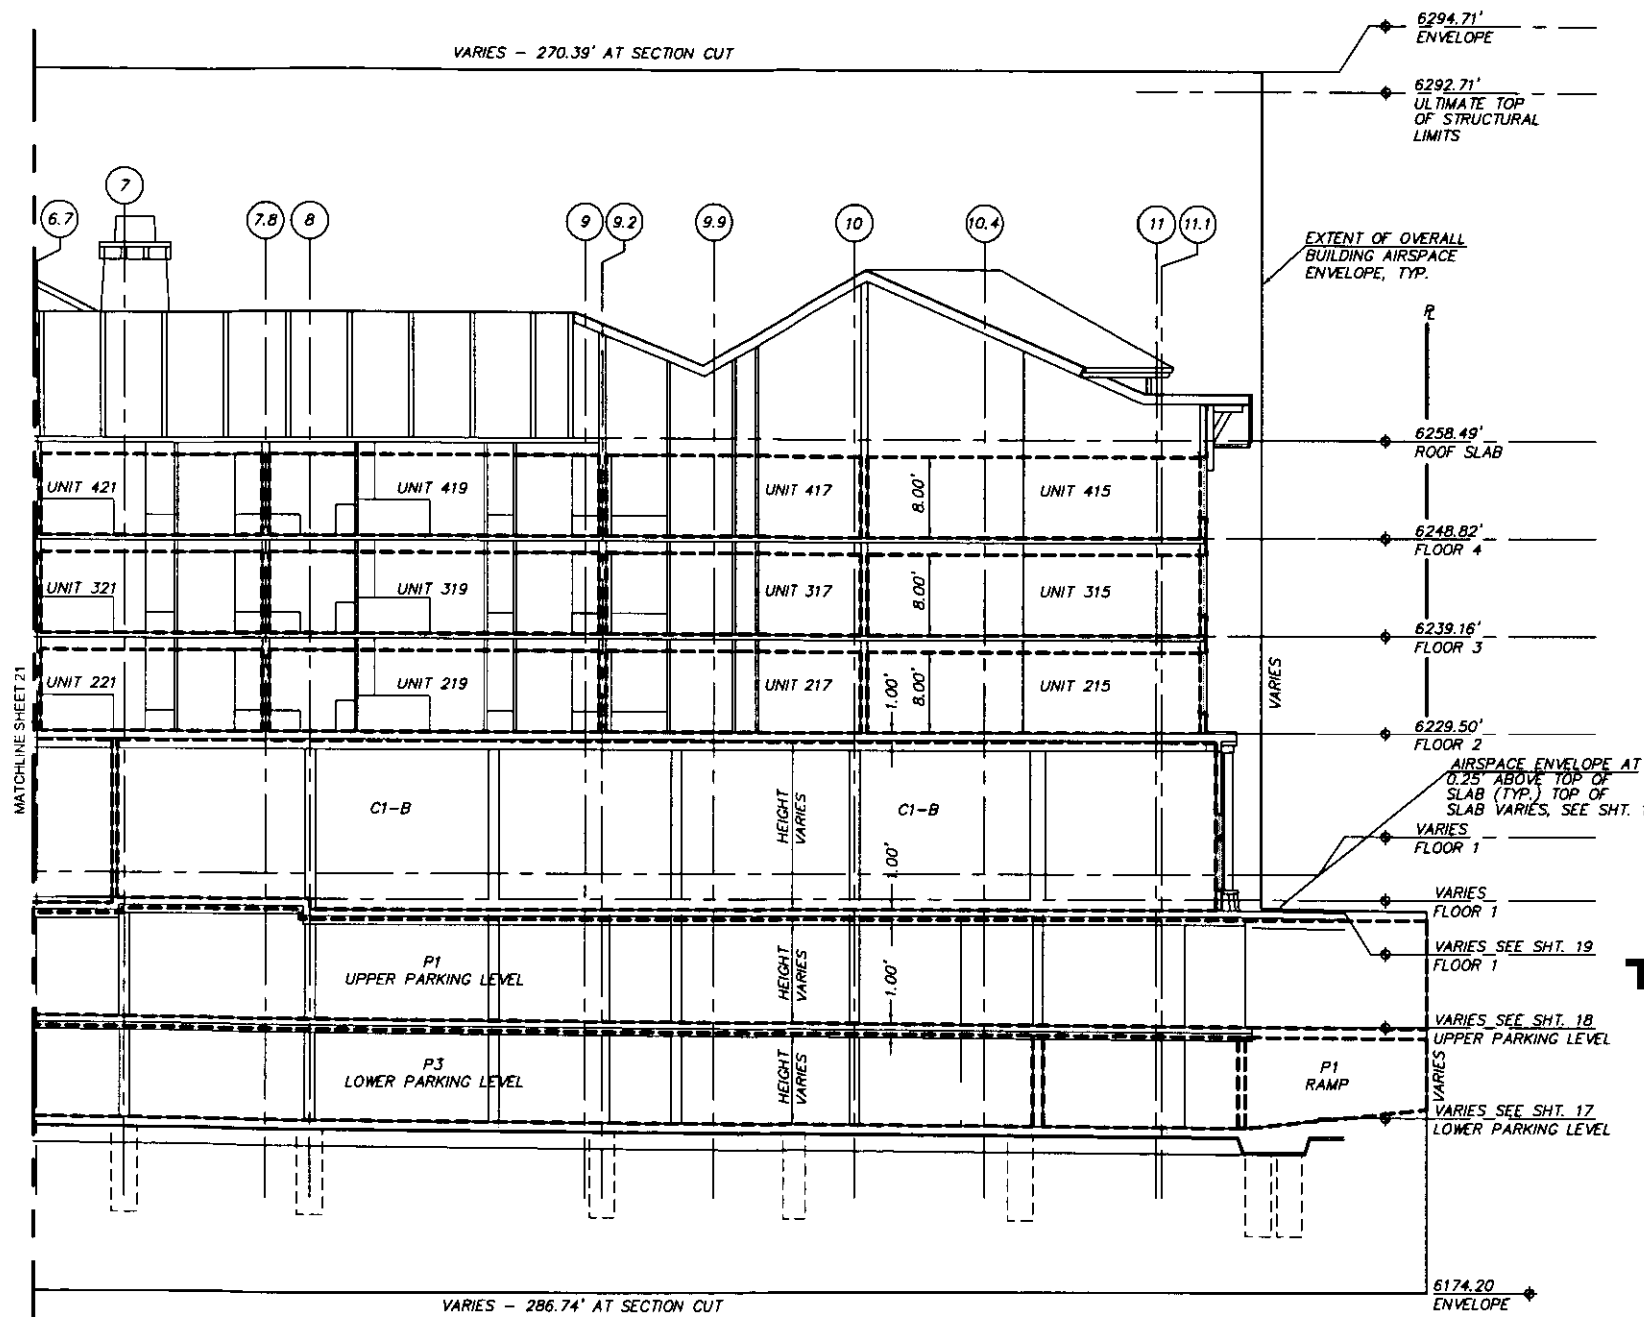 6294.71'
ENVELOPE
VARIES - 270.39' AT SECTION CUT
6292.71'
ULTIMATE TOP
OF STRUCTURAL
LIMITS
6.7
7
7.8
8
9
9.2
9.9
10
10.4
11
11.1
EXTENT OF OVERALL
BUILDING AIRSPACE
ENVELOPE, TYP.
PL
6258.49'
ROOF SLAB
UNIT 421
UNIT 419
UNIT 417
8.00'
UNIT 415
6248.82'
FLOOR 4
UNIT 321
UNIT 319
UNIT 317
8.00'
UNIT 315
6239.16'
FLOOR 3
UNIT 221
UNIT 219
UNIT 217
1.00'
8.00'
UNIT 215
VARIES
6229.50'
FLOOR 2
MATCHLINE SHEET 21
AIRSPACE ENVELOPE AT
0.25' ABOVE TOP OF
SLAB (TYP.) TOP OF
SLAB VARIES, SEE SHT.
C1-B
HEIGHT
VARIES
C1-B
1.00'
VARIES
FLOOR 1
VARIES
FLOOR 1
P1
UPPER PARKING LEVEL
HEIGHT
VARIES
1.00'
VARIES SEE SHT. 19
FLOOR 1
VARIES SEE SHT. 18
UPPER PARKING LEVEL
P3
LOWER PARKING LEVEL
HEIGHT
VARIES
P1
RAMP
VARIES
VARIES SEE SHT. 17
LOWER PARKING LEVEL
VARIES - 286.74' AT SECTION CUT
6174.20
ENVELOPE